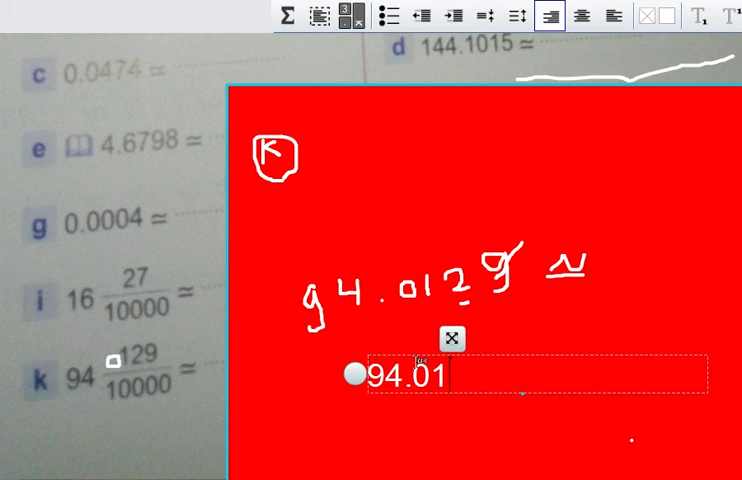 c 0.0474 ≃
d 144.1015 ≃
e 4.6798 ≃
g 0.0004 ≃
i 16 27/10000 ≃
k 94 129/10000 ≃
K
94.0129 ≃
94.01